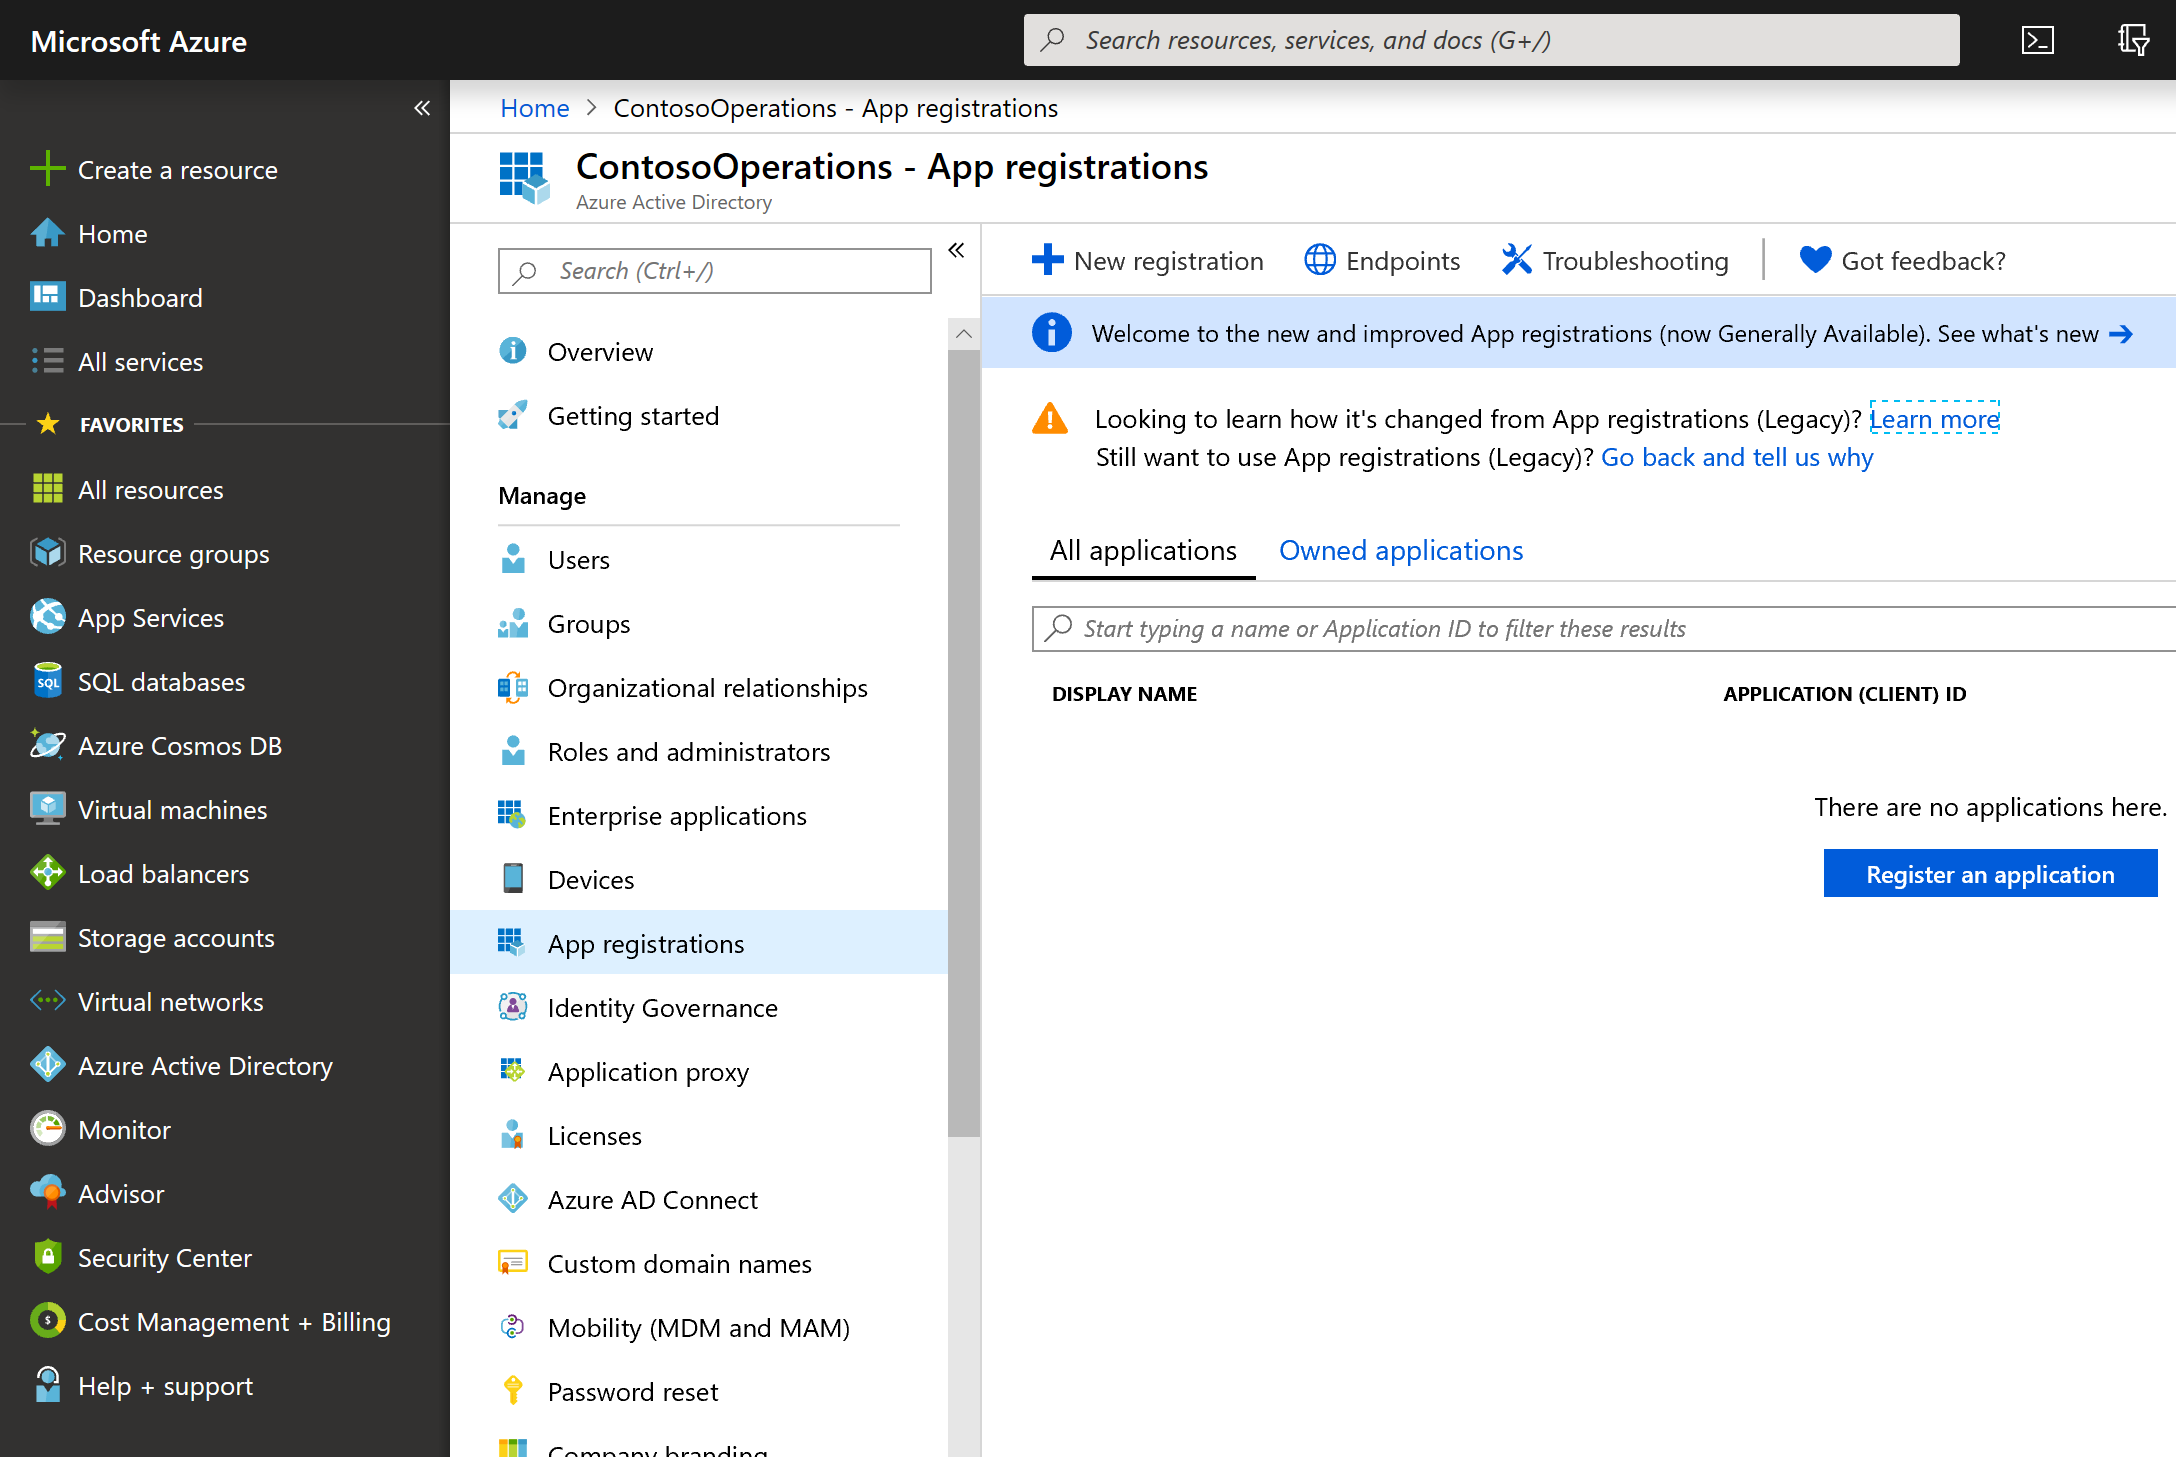 Microsoft Azure
Search resources, services, and docs (G+/)
Create a resource
Home
Dashboard
All services
FAVORITES
All resources
Resource groups
App Services
SQL
SQL databases
Azure Cosmos DB
Virtual machines
Load balancers
Storage accounts
Virtual networks
Azure Active Directory
Monitor
Advisor
Security Center
Cost Management + Billing
Help + support
Home > ContosoOperations - App registrations
ContosoOperations - App registrations
Azure Active Directory
Search (Ctrl+/)
Overview
Getting started
Manage
Users
Groups
Organizational relationships
Roles and administrators
Enterprise applications
Devices
App registrations
Identity Governance
Application proxy
Licenses
Azure AD Connect
Custom domain names
Mobility (MDM and MAM)
Password reset
Company branding
New registration
Endpoints
Troubleshooting
Got feedback?
Welcome to the new and improved App registrations (now Generally Available). See what's new →
Looking to learn how it's changed from App registrations (Legacy)? Learn more
Still want to use App registrations (Legacy)? Go back and tell us why
All applications
Owned applications
Start typing a name or Application ID to filter these results
DISPLAY NAME
APPLICATION (CLIENT) ID
There are no applications here.
Register an application